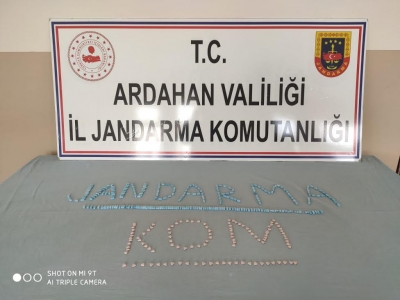 T.C.
ARDAHAN VALİLİĞİ
İL JANDARMA KOMUTANLIĞI
JANDARMA
KOM
SHOT ON MI 9T
AI TRIPLE CAMERA